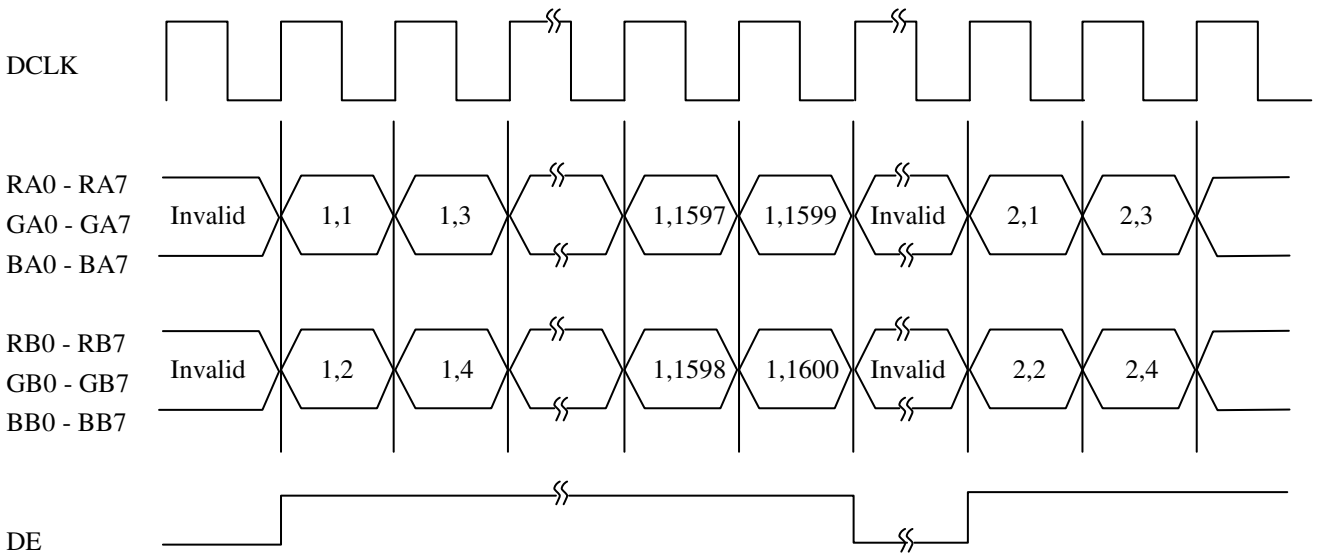 DCLK
RA0 - RA7
GA0 - GA7
BA0 - BA7
Invalid 1,1 1,3 1,1597 1,1599 Invalid 2,1 2,3
RB0 - RB7
GB0 - GB7
BB0 - BB7
Invalid 1,2 1,4 1,1598 1,1600 Invalid 2,2 2,4
DE